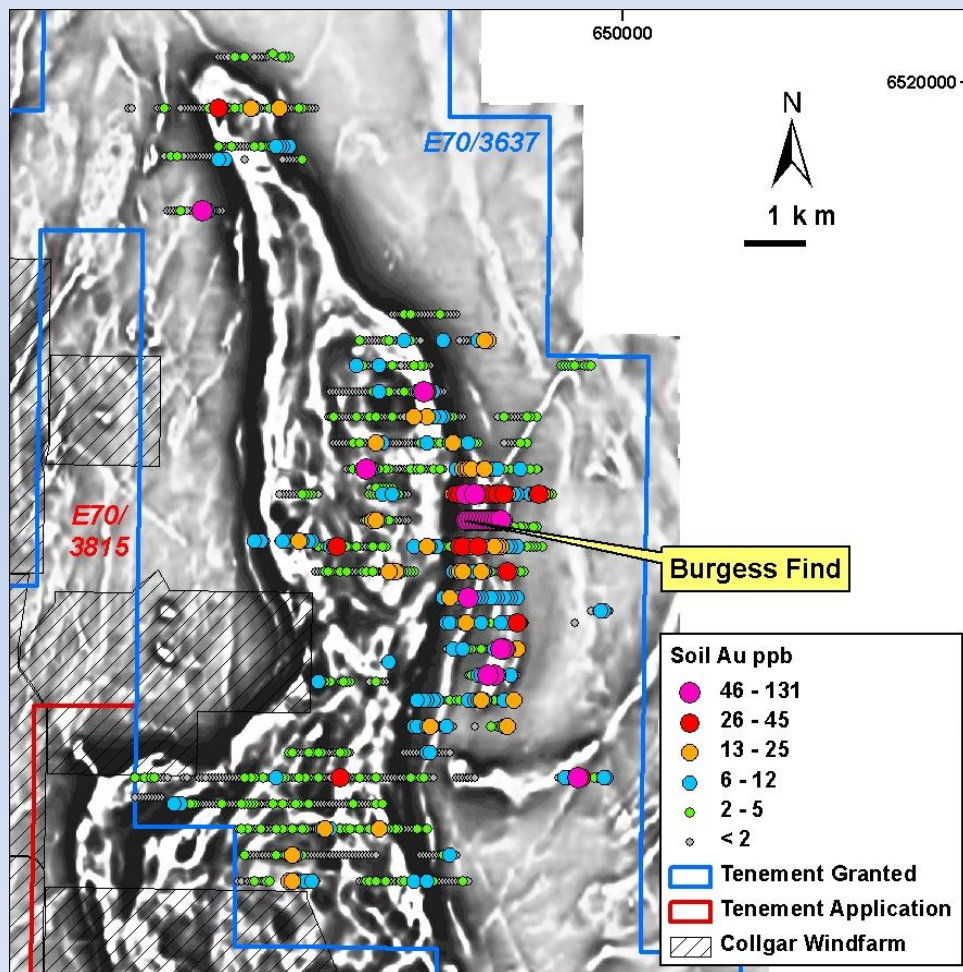 650000
6520000
N
E70/3637
1 km
E70/
3815
Burgess Find
Soil Au ppb
46 - 131
26 - 45
13 - 25
6 - 12
2 - 5
< 2
Tenement Granted
Tenement Application
Collgar Windfarm